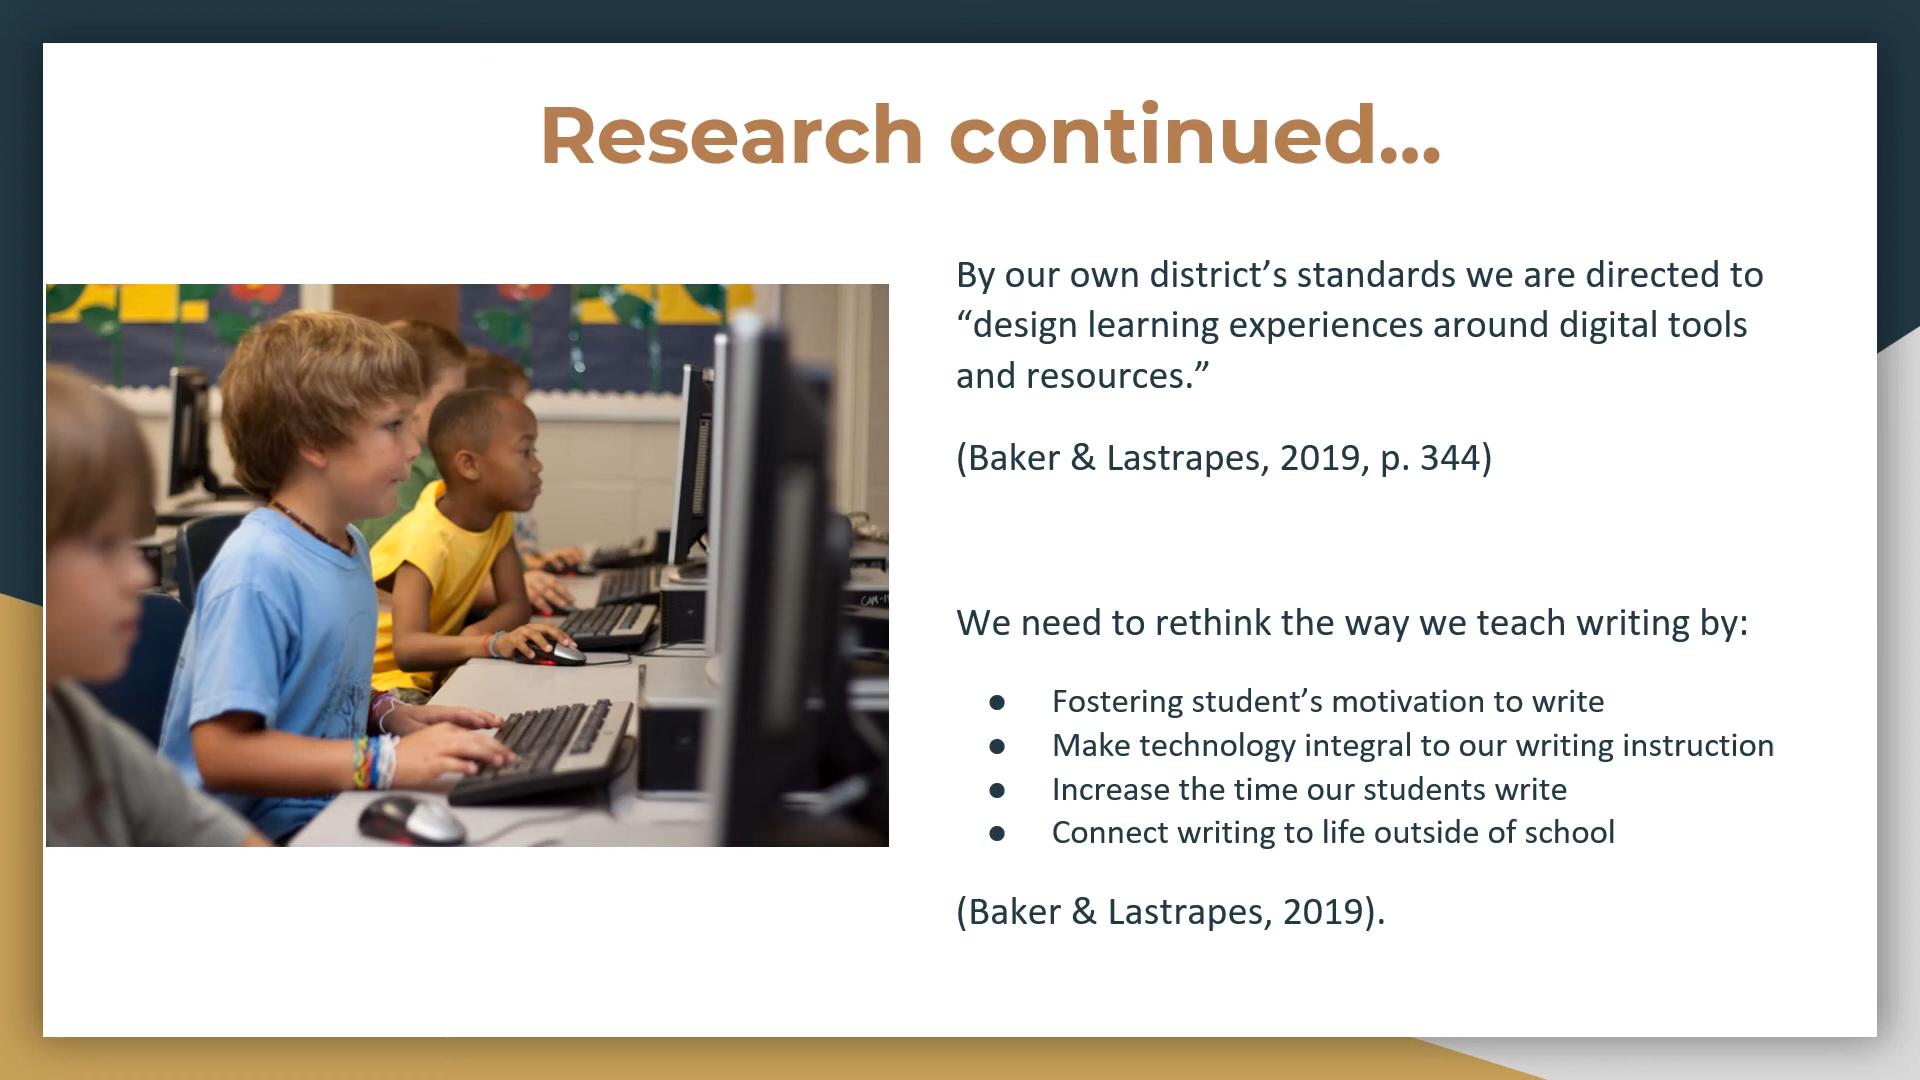 Research continued...
By our own district’s standards we are directed to
“design learning experiences around digital tools
and resources.”
(Baker & Lastrapes, 2019, p. 344)
We need to rethink the way we teach writing by:
● Fostering student’s motivation to write
● Make technology integral to our writing instruction
● Increase the time our students write
● Connect writing to life outside of school
(Baker & Lastrapes, 2019).